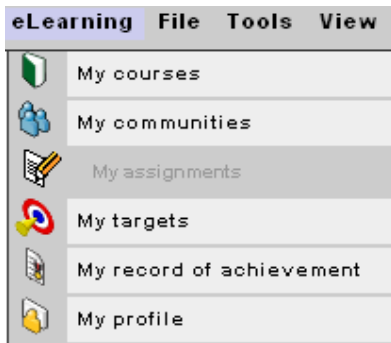 eLearning File Tools View
My courses
My communities
My assignments
My targets
My record of achievement
My profile